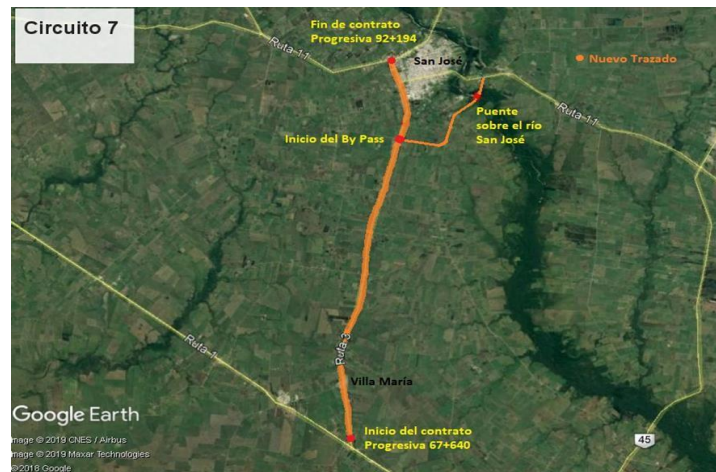 Circuito 7
Fin de contrato
Progresiva 92+194
Ruta 11
San José
Nuevo Trazado
Puente
sobre el río
San José
Ruta 11
Inicio del By Pass
Ruta 3
Ruta 1
Villa María
Google Earth
Inicio del contrato
Progresiva 67+640
45
Image © 2019 CNES / Airbus
Image © 2019 Maxar Technologies
©2018 Google